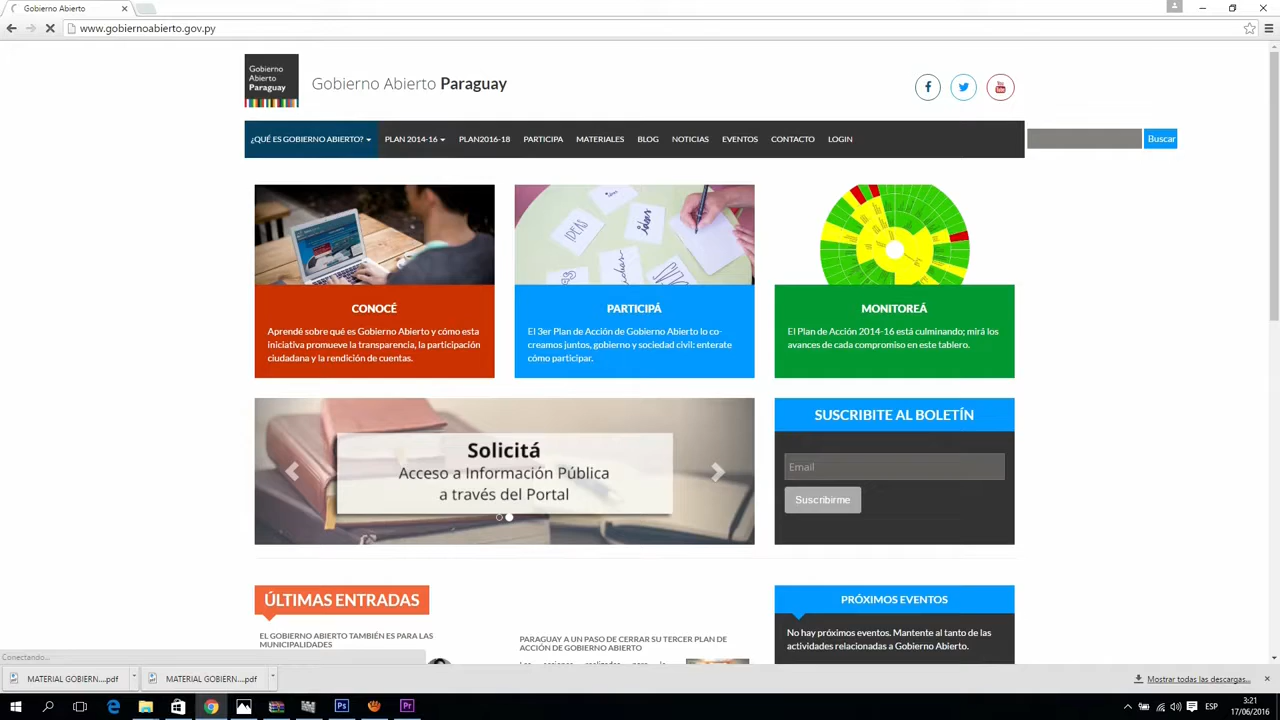 Gobierno Abierto
www.gobiernoabierto.gov.py
Gobierno
Abierto
Paraguay
Gobierno Abierto Paraguay
¿QUÉ ES GOBIERNO ABIERTO? PLAN 2014-16 PLAN2016-18 PARTICIPA MATERIALES BLOG NOTICIAS EVENTOS CONTACTO LOGIN
Buscar
IDEAS
ideas
ideas
CONOCÉ
Aprendé sobre qué es Gobierno Abierto y cómo esta
iniciativa promueve la transparencia, la participación
ciudadana y la rendición de cuentas.
PARTICIPÁ
El 3er Plan de Acción de Gobierno Abierto lo co-
creamos juntos, gobierno y sociedad civil: enterate
cómo participar.
MONITOREÁ
El Plan de Acción 2014-16 está culminando; mirá los
avances de cada compromiso en este tablero.
Solicitá
Acceso a Información Pública
a través del Portal
SUSCRIBITE AL BOLETÍN
Email
Suscribirme
ÚLTIMAS ENTRADAS
EL GOBIERNO ABIERTO TAMBIÉN ES PARA LAS
MUNICIPALIDADES
PARAGUAY A UN PASO DE CERRAR SU TERCER PLAN DE
ACCIÓN DE GOBIERNO ABIERTO
PRÓXIMOS EVENTOS
No hay próximos eventos. Mantente al tanto de las
actividades relacionadas a Gobierno Abierto.
Conectando...
MATERIAL GOBIERN....pdf
MATERIAL GOBIERN....pdf
Mostrar todas las descargas...
ESP
3:21
17/06/2016